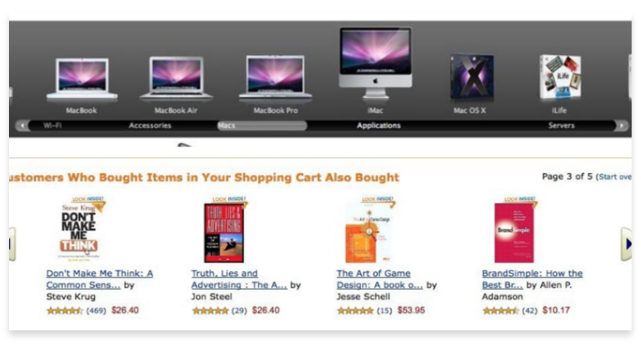 MacBook MacBook Air MacBook Pro iMac Mac OS X iLife
Wi-Fi Accessories Macs Applications Servers
ustomers Who Bought Items in Your Shopping Cart Also Bought Page 3 of 5 (Start ove
LOOK INSIDE! LOOK INSIDE! LOOK INSIDE! LOOK INSIDE!
Steve Krug
DON'T
MAKE
ME
THINK
TRUTH, LIES &
ADVERTISING
The Art of Game Design
BrandSimple
iLife
X
Don't Make Me Think: A Truth, Lies and The Art of Game BrandSimple: How the
Common Sens... by Advertising : The A... by Design: A book o... by Best Br... by Allen P.
Steve Krug Jon Steel Jesse Schell Adamson
(469) $26.40 (29) $26.40 (15) $53.95 (42) $10.17